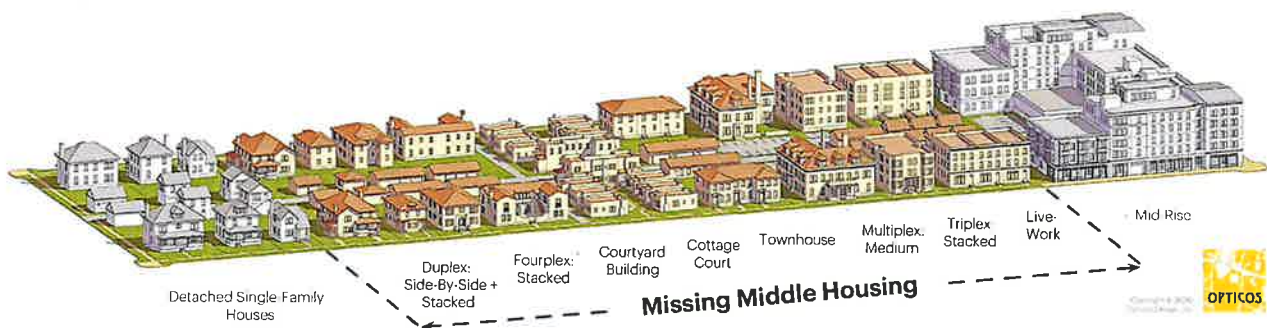 Detached Single-Family
Houses
Duplex:
Side-By-Side +
Stacked
Fourplex:
Stacked
Courtyard
Building
Cottage
Court
Townhouse
Multiplex:
Medium
Triplex
Stacked
Live-
Work
Mid-Rise
Missing Middle Housing
OPTICOS